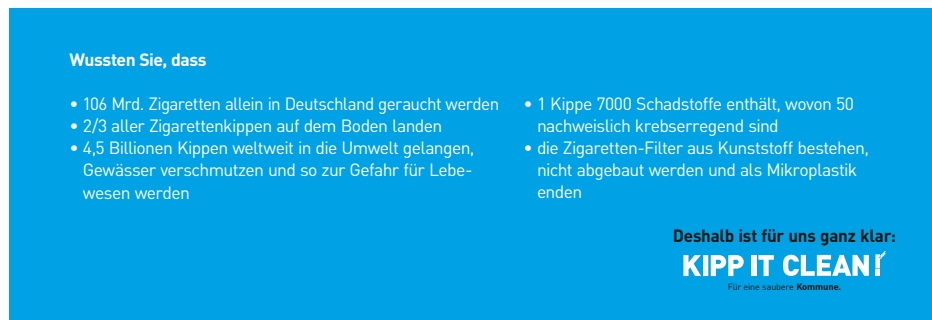 Wussten Sie, dass
• 106 Mrd. Zigaretten allein in Deutschland geraucht werden
• 2/3 aller Zigarettenkippen auf dem Boden landen
• 4,5 Billionen Kippen weltweit in die Umwelt gelangen,
Gewässer verschmutzen und so zur Gefahr für Lebe-
wesen werden
• 1 Kippe 7000 Schadstoffe enthält, wovon 50
nachweislich krebserregend sind
• die Zigaretten-Filter aus Kunststoff bestehen,
nicht abgebaut werden und als Mikroplastik
enden
Deshalb ist für uns ganz klar:
KIPP IT CLEAN!
Für eine saubere Kommune.